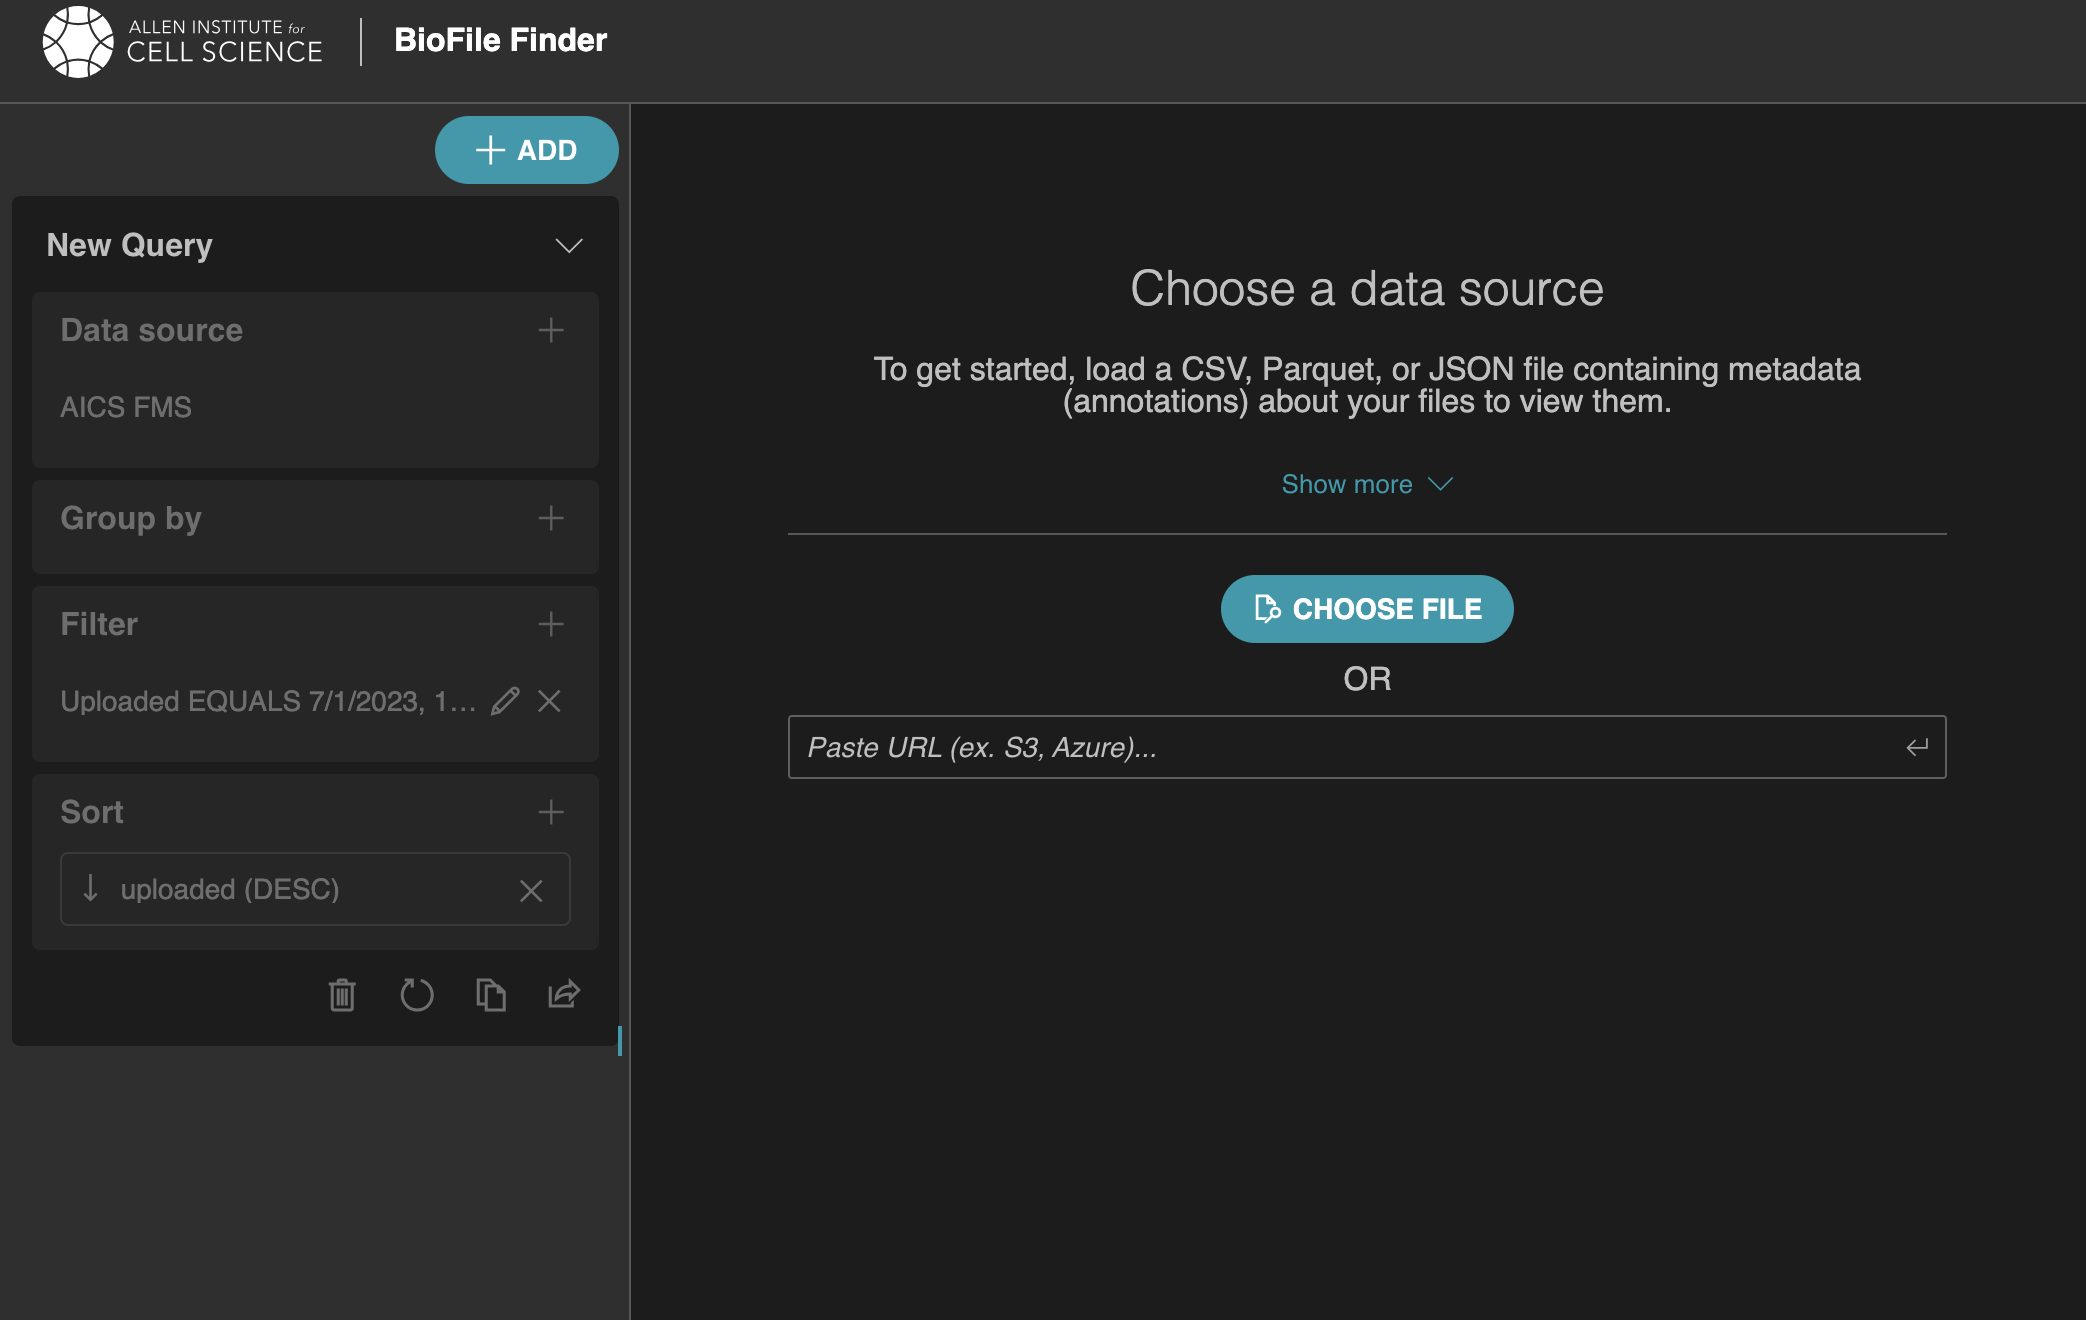 ALLEN INSTITUTE for
CELL SCIENCE
BioFile Finder
ADD
New Query
Data source
AICS FMS
Group by
Filter
Uploaded EQUALS 7/1/2023, 1...
Sort
uploaded (DESC)
Choose a data source
To get started, load a CSV, Parquet, or JSON file containing metadata
(annotations) about your files to view them.
Show more
CHOOSE FILE
OR
Paste URL (ex. S3, Azure)...